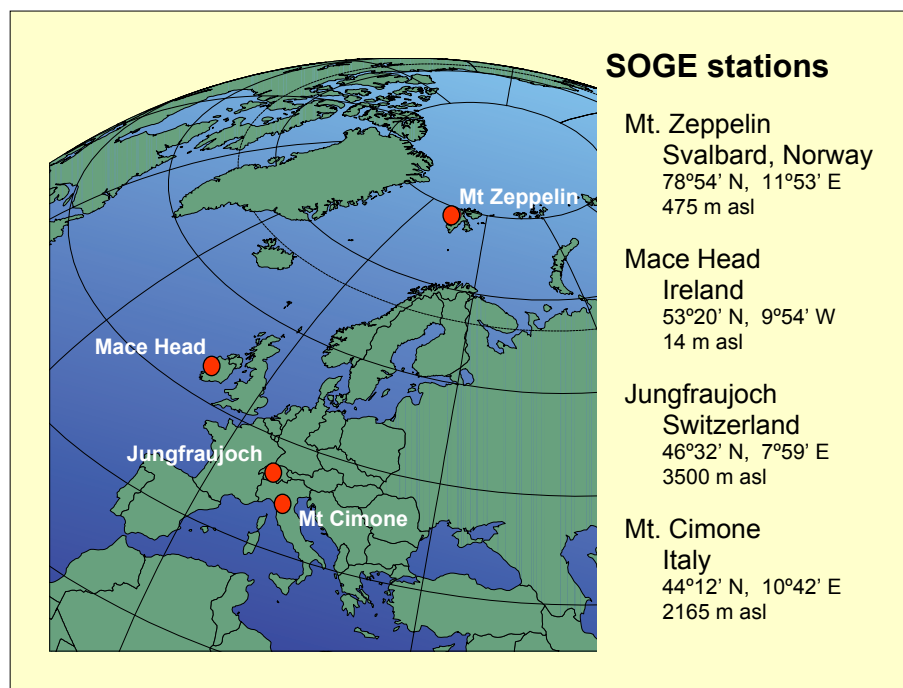 SOGE stations
Mt. Zeppelin
Svalbard, Norway
78º54’ N,  11º53’ E
475 m asl
Mace Head
Ireland
53º20’ N,  9º54’ W
14 m asl
Jungfraujoch
Switzerland
46º32’ N,  7º59’ E
3500 m asl
Mt. Cimone
Italy
44º12’ N,  10º42’ E
2165 m asl
Mt Zeppelin
Mace Head
Jungfraujoch
Mt Cimone